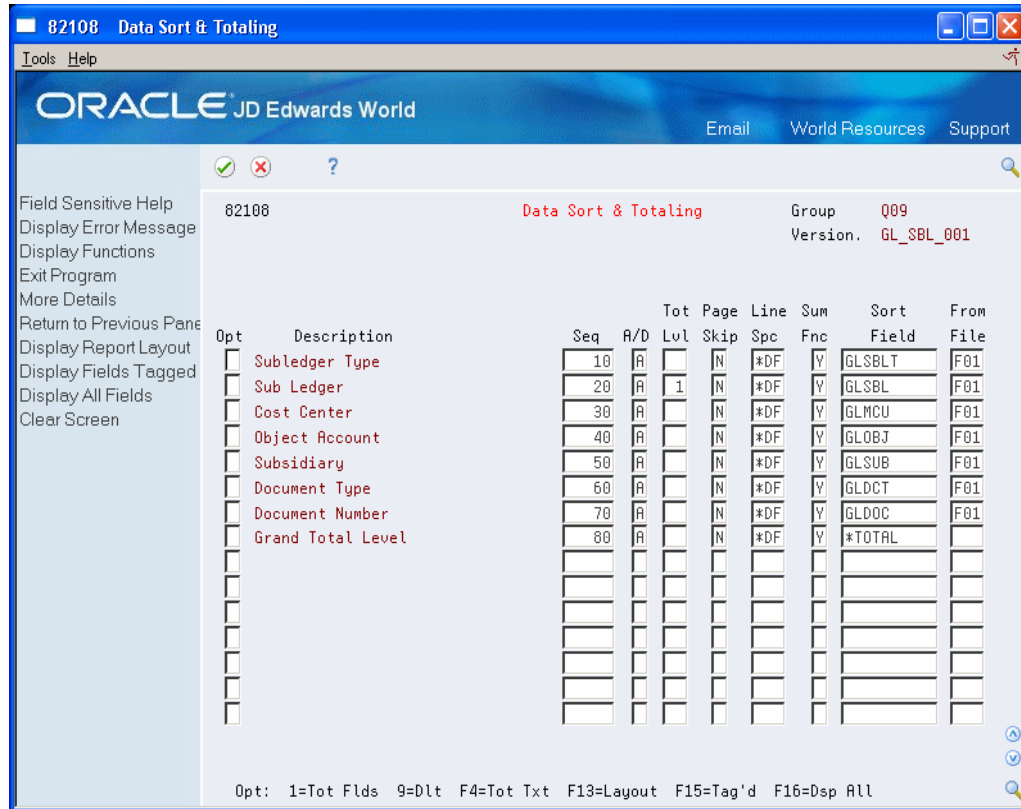 82108 Data Sort & Totaling
Tools Help
ORACLE JD Edwards World
Email World Resources Support
?
Field Sensitive Help
Display Error Message
Display Functions
Exit Program
More Details
Return to Previous Pane
Display Report Layout
Display Fields Tagged
Display All Fields
Clear Screen
82108 Data Sort & Totaling Group Q09
Version. GL_SBL_001
Tot Page Line Sum Sort From
Opt Description Seq A/D Lvl Skip Spc Fnc Field File
Subledger Type 10 A N *DF Y GLSBLT F01
Sub Ledger 20 A 1 N *DF Y GLSBL F01
Cost Center 30 A N *DF Y GLMCU F01
Object Account 40 A N *DF Y GLOBJ F01
Subsidiary 50 A N *DF Y GLSUB F01
Document Type 60 A N *DF Y GLDCT F01
Document Number 70 A N *DF Y GLDOC F01
Grand Total Level 80 A N *DF Y *TOTAL
Opt: 1=Tot Flds 9=Dlt F4=Tot Txt F13=Layout F15=Tag'd F16=Dsp All